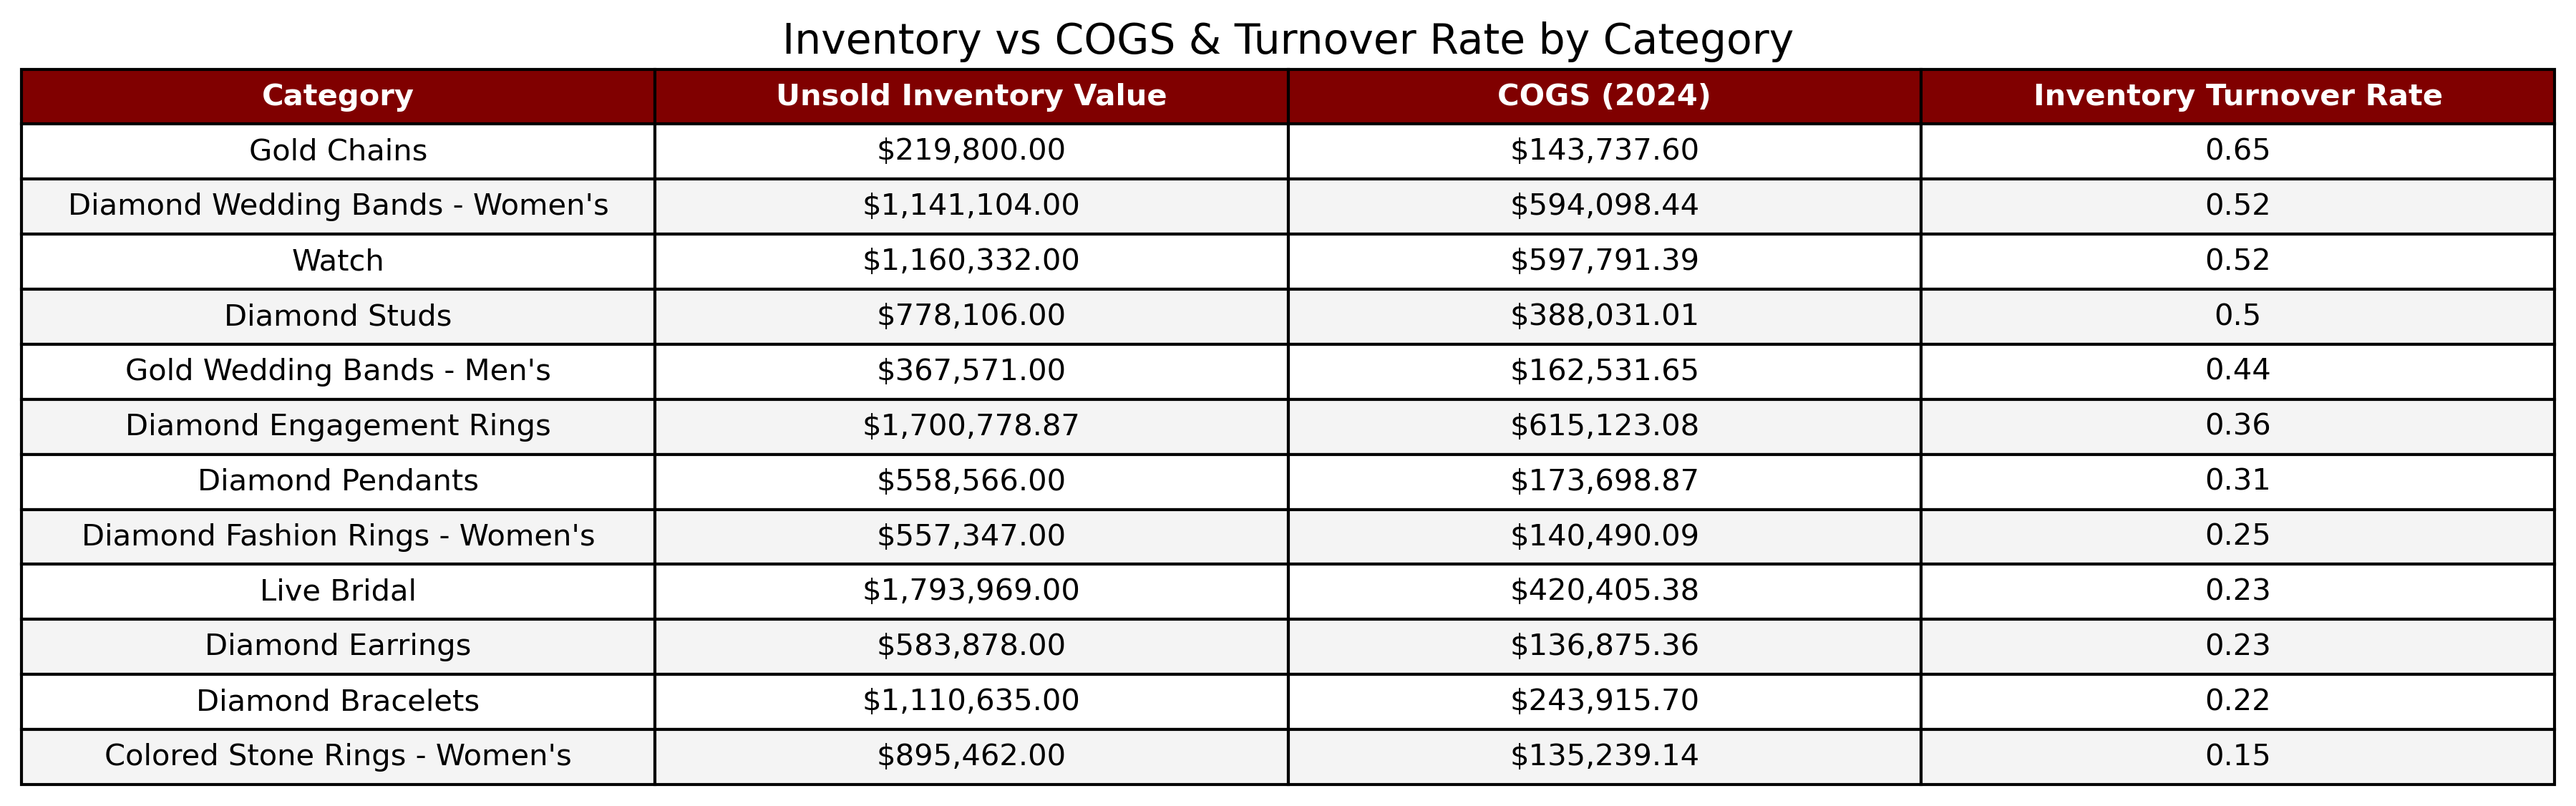 Inventory vs COGS & Turnover Rate by Category
Category Unsold Inventory Value COGS (2024) Inventory Turnover Rate
Gold Chains $219,800.00 $143,737.60 0.65
Diamond Wedding Bands - Women's $1,141,104.00 $594,098.44 0.52
Watch $1,160,332.00 $597,791.39 0.52
Diamond Studs $778,106.00 $388,031.01 0.5
Gold Wedding Bands - Men's $367,571.00 $162,531.65 0.44
Diamond Engagement Rings $1,700,778.87 $615,123.08 0.36
Diamond Pendants $558,566.00 $173,698.87 0.31
Diamond Fashion Rings - Women's $557,347.00 $140,490.09 0.25
Live Bridal $1,793,969.00 $420,405.38 0.23
Diamond Earrings $583,878.00 $136,875.36 0.23
Diamond Bracelets $1,110,635.00 $243,915.70 0.22
Colored Stone Rings - Women's $895,462.00 $135,239.14 0.15